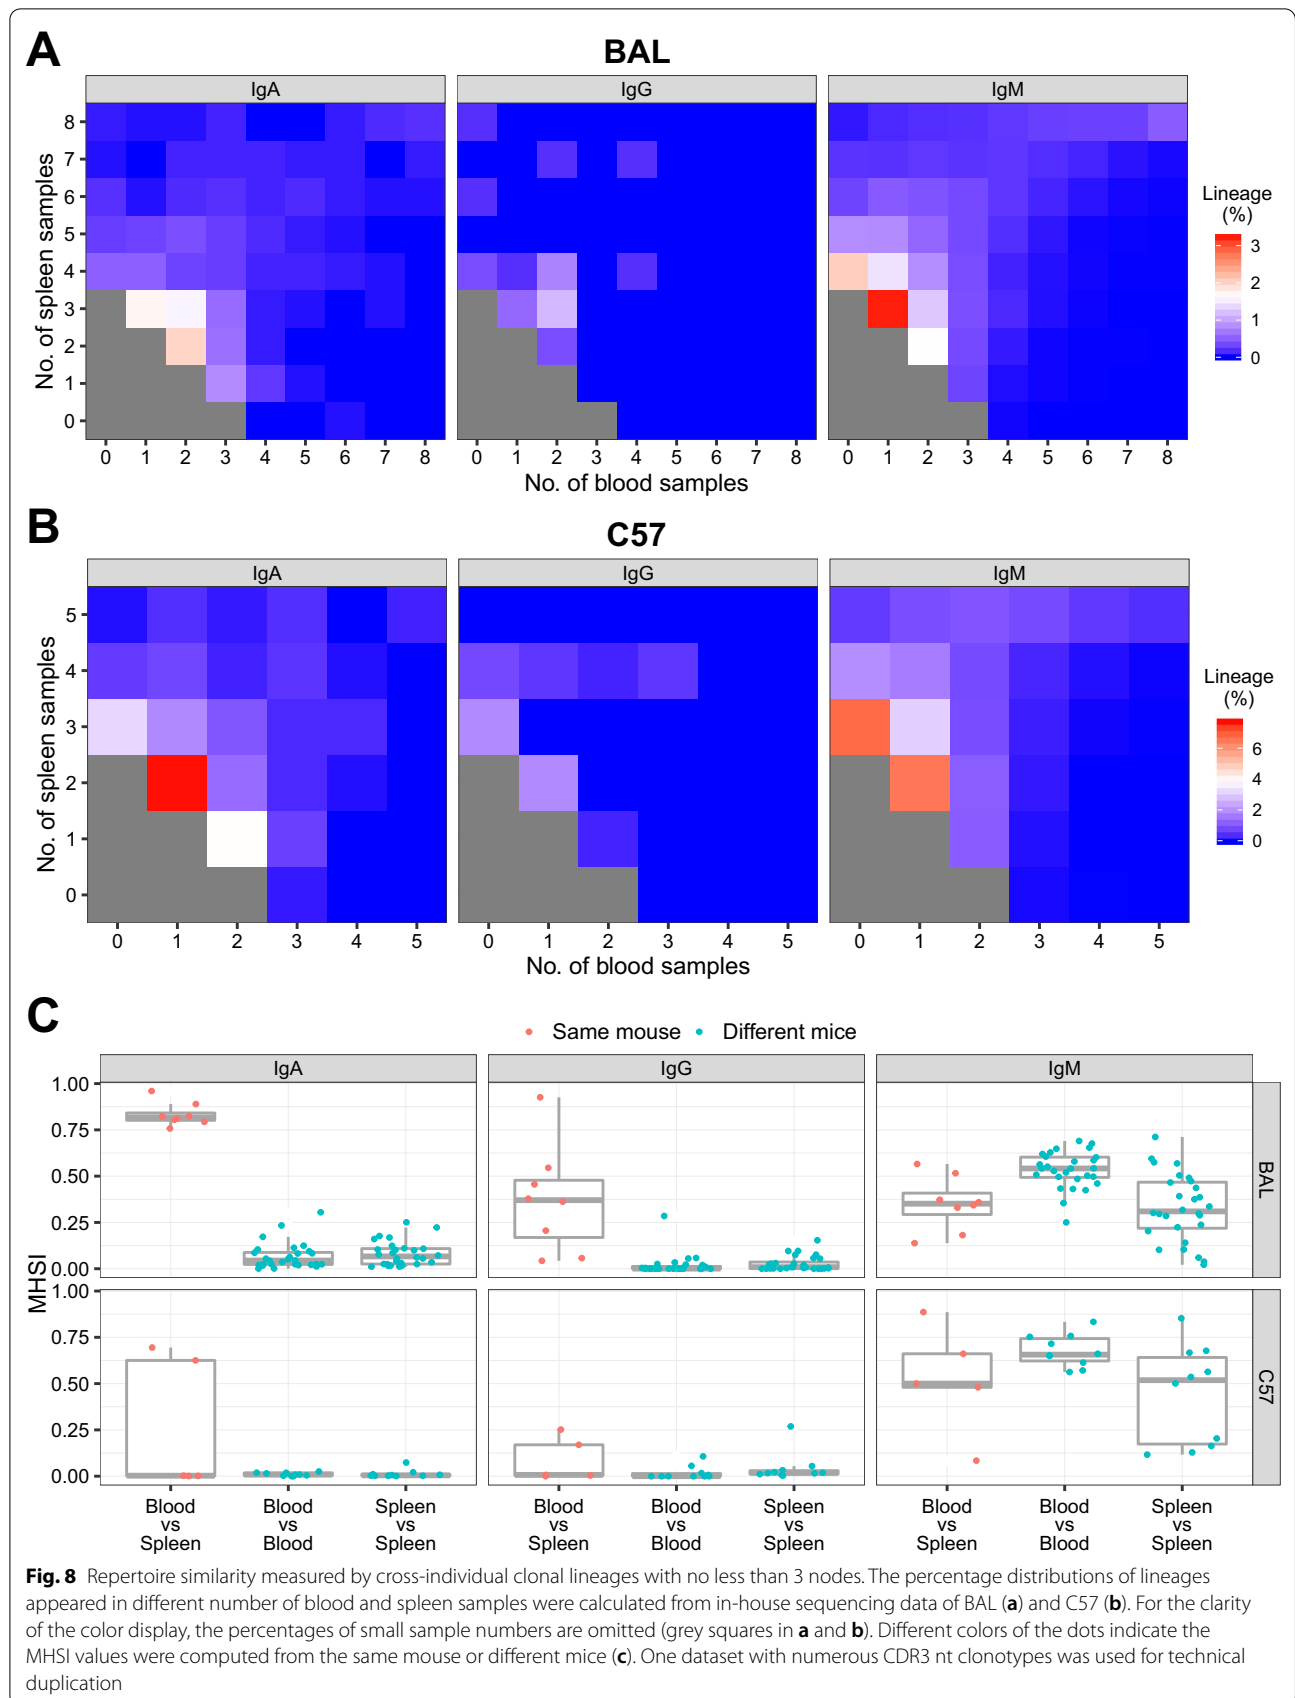 A
BAL
IgA IgG IgM
No. of spleen samples
8
7
6
5
4
3
2
1
0
0 1 2 3 4 5 6 7 8 0 1 2 3 4 5 6 7 8 0 1 2 3 4 5 6 7 8
No. of blood samples
Lineage
(%)
3
2
1
0
B
C57
IgA IgG IgM
No. of spleen samples
5
4
3
2
1
0
0 1 2 3 4 5 0 1 2 3 4 5 0 1 2 3 4 5
No. of blood samples
Lineage
(%)
6
4
2
0
C
Same mouse Different mice
IgA IgG IgM
MHSI
1.00
0.75
0.50
0.25
0.00
BAL
1.00
0.75
0.50
0.25
0.00
C57
Blood Blood Spleen Blood Blood Spleen Blood Blood Spleen
vs vs vs vs vs vs vs vs vs
Spleen Blood Spleen Spleen Blood Spleen Spleen Blood Spleen
Fig. 8 Repertoire similarity measured by cross-individual clonal lineages with no less than 3 nodes. The percentage distributions of lineages
appeared in different number of blood and spleen samples were calculated from in-house sequencing data of BAL (a) and C57 (b). For the clarity
of the color display, the percentages of small sample numbers are omitted (grey squares in a and b). Different colors of the dots indicate the
MHSI values were computed from the same mouse or different mice (c). One dataset with numerous CDR3 nt clonotypes was used for technical
duplication